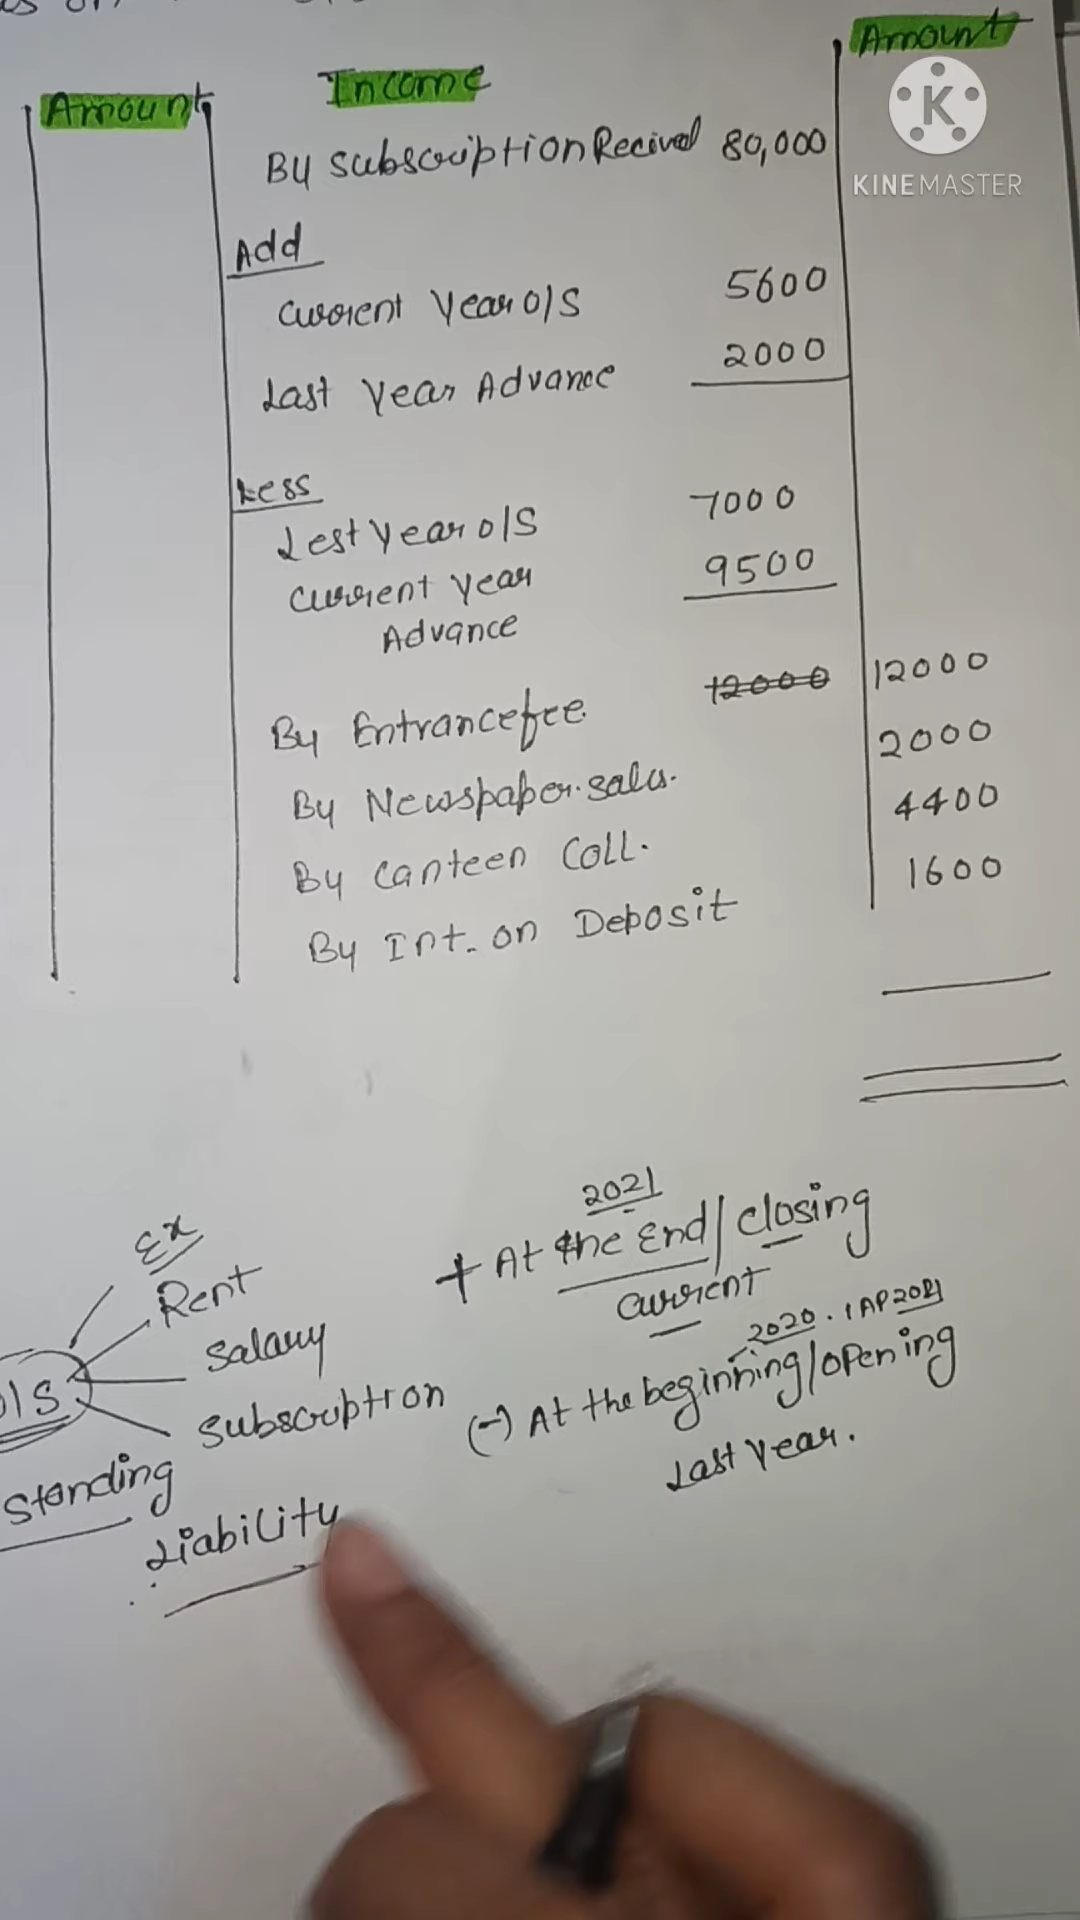 Amount Income Amount
KINEMASTER
By Subscription Recived 80,000
Add
Current Year O/S 5600
Last Year Advance 2000
Less
Lest Year O/S 7000
Current Year 9500
Advance
By Entrancefee. 12000 12000
By Newspaper. Sales. 2000
By Canteen Coll. 4400
By Int. on Deposit 1600
2021
+ At the End / Closing
Current
2020 . 1 AP 2021
(-) At the beginning / opening
Last Year.
Ex
Rent
Salary
Subscription
O/S
standing
Liability